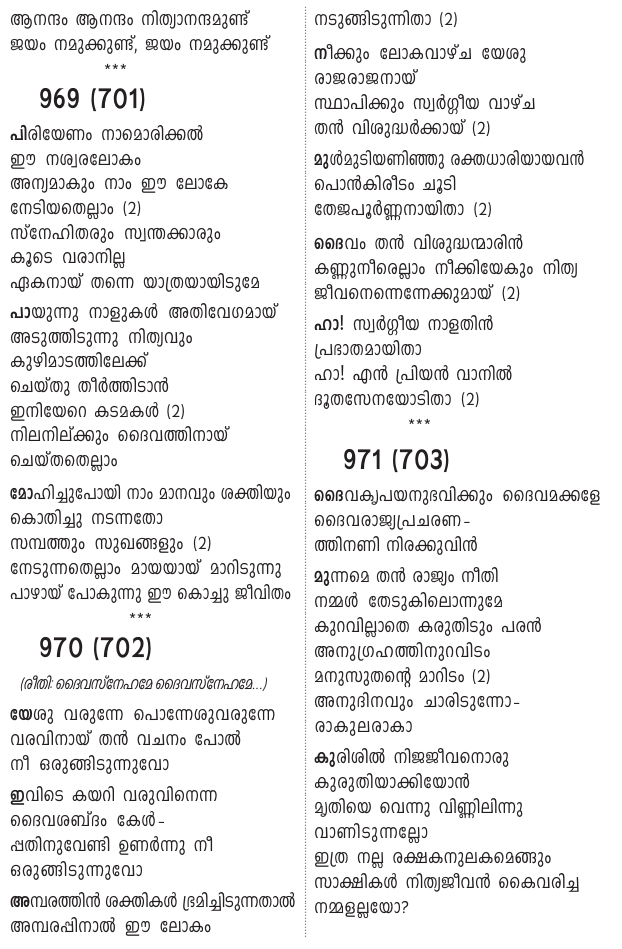 ആനന്ദം ആനന്ദം നിത്യാനന്ദമുണ്ട്
ജയം നമുക്കുണ്ട്, ജയം നമുക്കുണ്ട്
***
969 (701)
പിരിയേണം നാമൊരിക്കൽ
ഈ നശ്വരലോകം
അന്യമാകും നാം ഈ ലോകേ
നേടിയതെല്ലാം (2)
സ്നേഹിതരും സ്വന്തക്കാരും
കൂടെ വരാനില്ല
ഏകനായ് തന്നെ യാത്രയായിടുമേ
പായുന്നു നാളുകൾ അതിവേഗമായ്
അടുത്തിടുന്നു നിത്യവും
കുഴിമാടത്തിലേക്ക്
ചെയ്തു തീർത്തിടാൻ
ഇനിയേറെ കടമകൾ (2)
നിലനില്ക്കും ദൈവത്തിനായ്
ചെയ്തതെല്ലാം
മോഹിച്ചുപോയി നാം മാനവും ശക്തിയും
കൊതിച്ചു നടന്നതോ
സമ്പത്തും സുഖങ്ങളും (2)
നേടുന്നതെല്ലാം മായയായ് മാറിടുന്നു
പാഴായ് പോകുന്നു ഈ കൊച്ചു ജീവിതം
***
970 (702)
(രീതി: ദൈവസ്നേഹമേ ദൈവസ്നേഹമേ...)
യേശു വരുന്നേ പൊന്നേശുവരുന്നേ
വരവിനായ് തൻ വചനം പോൽ
നീ ഒരുങ്ങിടുന്നുവോ
ഇവിടെ കയറി വരുവിനെന്ന
ദൈവശബ്ദം കേൾ-
പ്പതിനുവേണ്ടി ഉണർന്നു നീ
ഒരുങ്ങിടുന്നുവോ
അമ്പരത്തിൻ ശക്തികൾ ഭ്രമിച്ചിടുന്നതാൽ
അമ്പരപ്പിനാൽ ഈ ലോകം
നടുങ്ങിടുന്നിതാ (2)
നീക്കും ലോകവാഴ്ച യേശു
രാജരാജനായ്
സ്ഥാപിക്കും സ്വർഗ്ഗീയ വാഴ്ച
തൻ വിശുദ്ധർക്കായ് (2)
മുൾമുടിയണിഞ്ഞു രക്തധാരിയായവൻ
പൊൻകിരീടം ചൂടി
തേജപൂർണ്ണനായിതാ (2)
ദൈവം തൻ വിശുദ്ധന്മാരിൻ
കണ്ണുനീരെല്ലാം നീക്കിയേകും നിത്യ
ജീവനെന്നെന്നേക്കുമായ് (2)
ഹാ! സ്വർഗ്ഗീയ നാളതിൻ
പ്രഭാതമായിതാ
ഹാ! എൻ പ്രിയൻ വാനിൽ
ദൂതസേനയോടിതാ (2)
***
971 (703)
ദൈവകൃപയനുഭവിക്കും ദൈവമക്കളേ
ദൈവരാജ്യപ്രചരണ-
ത്തിനണി നിരക്കുവിൻ
മുന്നമെ തൻ രാജ്യം നീതി
നമ്മൾ തേടുകിലൊന്നുമേ
കുറവില്ലാതെ കരുതിടും പരൻ
അനുഗ്രഹത്തിനുറവിടം
മനുസുതന്റെ മാറിടം (2)
അനുദിനവും ചാരിടുന്നോ-
രാകുലരാകാ
കുരിശിൽ നിജജീവനൊരു
കുരുതിയാക്കിയോൻ
മൃതിയെ വെന്നു വിണ്ണിലിന്നു
വാണിടുന്നല്ലോ
ഇത്ര നല്ല രക്ഷകനുലകമെങ്ങും
സാക്ഷികൾ നിത്യജീവൻ കൈവരിച്ച
നമ്മളല്ലയോ?